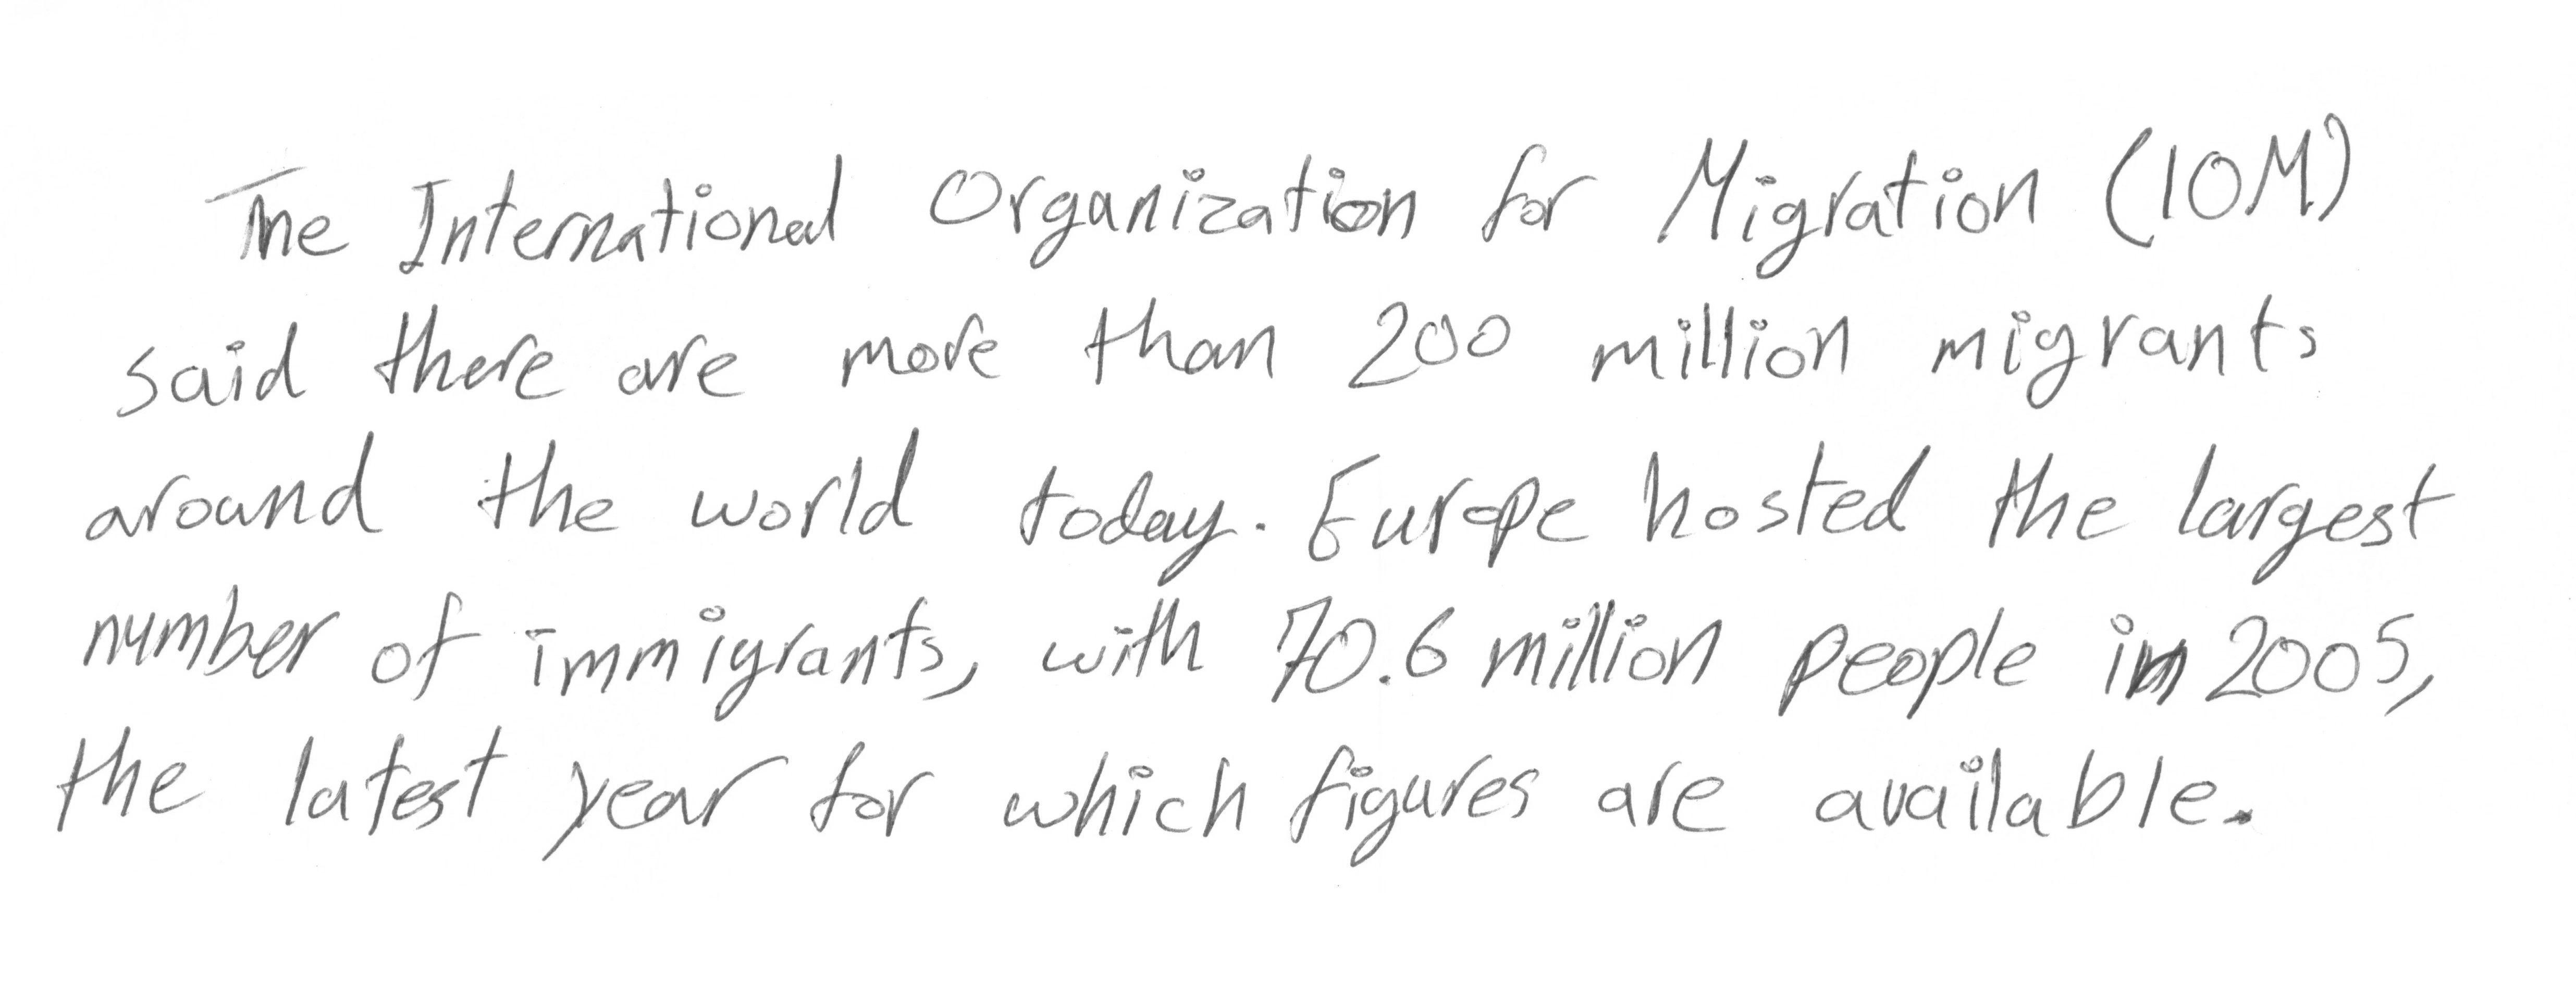 The International Organization for Migration (IOM)
said there are more than 200 million migrants
around the world today. Europe hosted the largest
number of immigrants, with 70.6 million people in 2005,
the latest year for which figures are available.